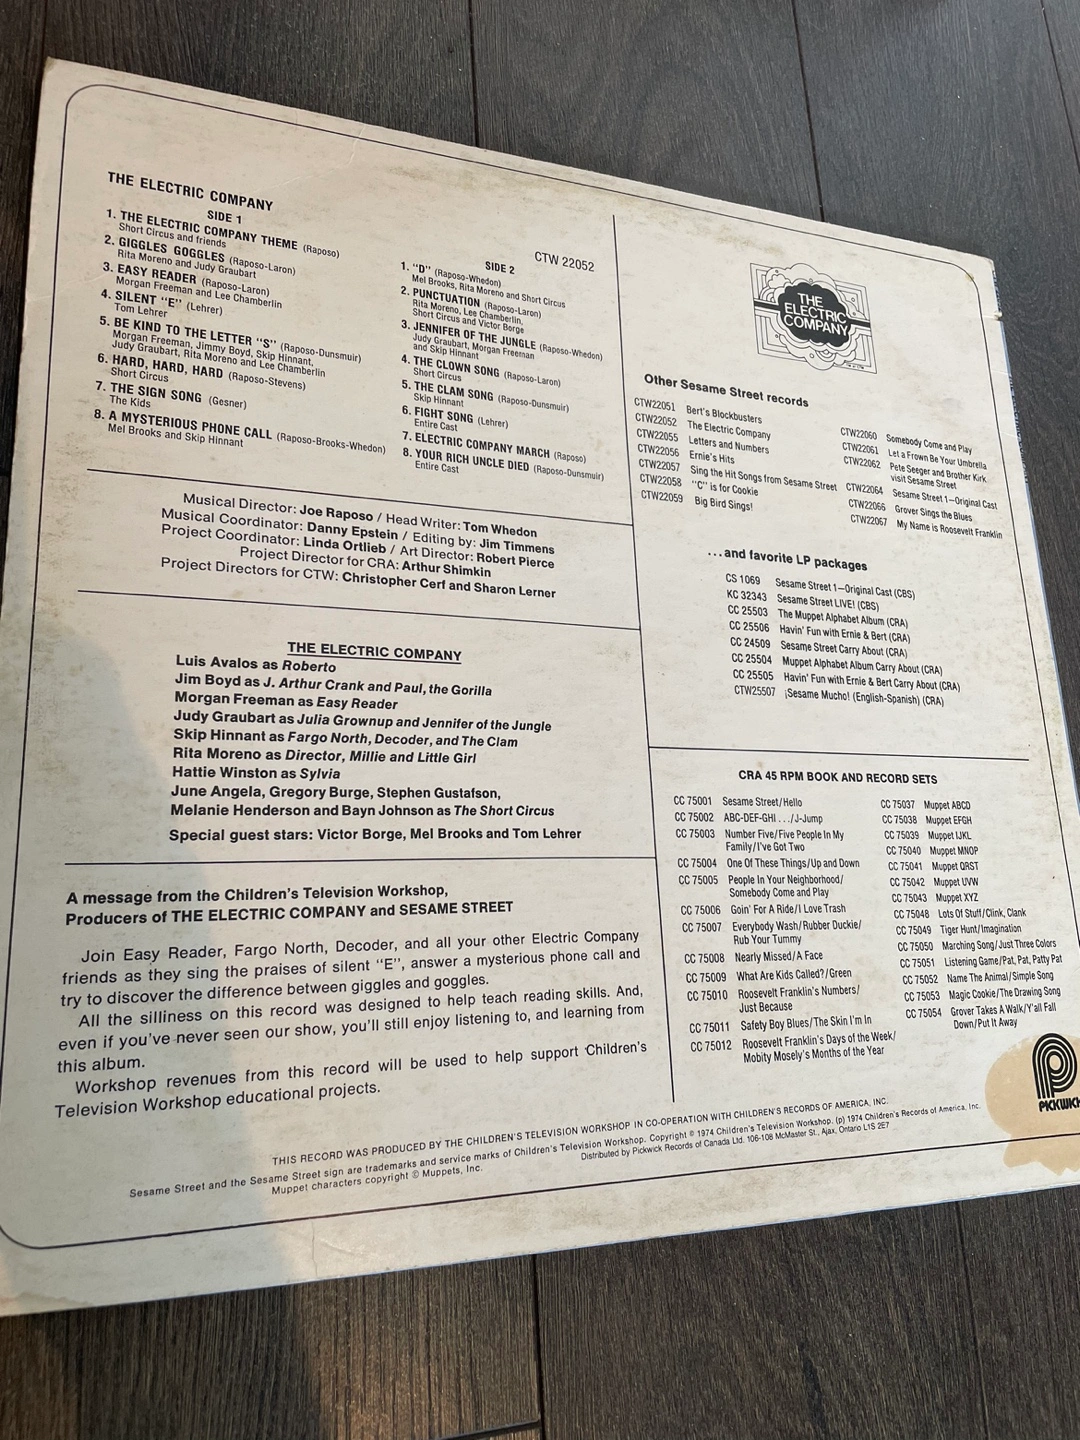 THE ELECTRIC COMPANY
SIDE 1
1. THE ELECTRIC COMPANY THEME (Raposo)
Short Circus and friends
2. GIGGLES GOGGLES (Raposo-Laron)
Rita Moreno and Judy Graubart
3. EASY READER (Raposo-Laron)
Morgan Freeman and Lee Chamberlin
4. SILENT "E" (Lehrer)
Tom Lehrer
5. BE KIND TO THE LETTER "S" (Raposo-Dunsmuir)
Morgan Freeman, Jimmy Boyd, Skip Hinnant,
Judy Graubart, Rita Moreno and Lee Chamberlin
6. HARD, HARD, HARD (Raposo-Stevens)
Short Circus
7. THE SIGN SONG (Gesner)
The Kids
8. A MYSTERIOUS PHONE CALL (Raposo-Brooks-Whedon)
Mel Brooks and Skip Hinnant
CTW 22052
SIDE 2
1. "D" (Raposo-Whedon)
Mel Brooks, Rita Moreno and Short Circus
2. PUNCTUATION (Raposo-Laron)
Rita Moreno, Lee Chamberlin,
Short Circus and Victor Borge
3. JENNIFER OF THE JUNGLE (Raposo-Whedon)
Judy Graubart, Morgan Freeman
and Skip Hinnant
4. THE CLOWN SONG (Raposo-Laron)
Short Circus
5. THE CLAM SONG (Raposo-Dunsmuir)
Skip Hinnant
6. FIGHT SONG (Lehrer)
Entire Cast
7. ELECTRIC COMPANY MARCH (Raposo)
8. YOUR RICH UNCLE DIED (Raposo-Dunsmuir)
Entire Cast
Musical Director: Joe Raposo / Head Writer: Tom Whedon
Musical Coordinator: Danny Epstein / Editing by: Jim Timmens
Project Coordinator: Linda Ortlieb / Art Director: Robert Pierce
Project Director for CRA: Arthur Shimkin
Project Directors for CTW: Christopher Cerf and Sharon Lerner
THE ELECTRIC COMPANY
Luis Avalos as Roberto
Jim Boyd as J. Arthur Crank and Paul, the Gorilla
Morgan Freeman as Easy Reader
Judy Graubart as Julia Grownup and Jennifer of the Jungle
Skip Hinnant as Fargo North, Decoder, and The Clam
Rita Moreno as Director, Millie and Little Girl
Hattie Winston as Sylvia
June Angela, Gregory Burge, Stephen Gustafson,
Melanie Henderson and Bayn Johnson as The Short Circus
Special guest stars: Victor Borge, Mel Brooks and Tom Lehrer
A message from the Children's Television Workshop,
Producers of THE ELECTRIC COMPANY and SESAME STREET
Join Easy Reader, Fargo North, Decoder, and all your other Electric Company
friends as they sing the praises of silent "E", answer a mysterious phone call and
try to discover the difference between giggles and goggles.
All the silliness on this record was designed to help teach reading skills. And,
even if you've never seen our show, you'll still enjoy listening to, and learning from
this album.
Workshop revenues from this record will be used to help support Children's
Television Workshop educational projects.
THE
ELECTRIC
COMPANY
Other Sesame Street records
CTW22051 Bert's Blockbusters
CTW22052 The Electric Company
CTW22055 Letters and Numbers
CTW22056 Ernie's Hits
CTW22057 Sing the Hit Songs from Sesame Street
CTW22058 "C" is for Cookie
CTW22059 Big Bird Sings!
CTW22060 Somebody Come and Play
CTW22061 Let a Frown Be Your Umbrella
CTW22062 Pete Seeger and Brother Kirk
visit Sesame Street
CTW22064 Sesame Street 1—Original Cast
CTW22066 Grover Sings the Blues
CTW22067 My Name is Roosevelt Franklin
...and favorite LP packages
CS 1069 Sesame Street 1—Original Cast (CBS)
KC 32343 Sesame Street LIVE! (CBS)
CC 25503 The Muppet Alphabet Album (CRA)
CC 25506 Havin' Fun with Ernie & Bert (CRA)
CC 24509 Sesame Street Carry About (CRA)
CC 25504 Muppet Alphabet Album Carry About (CRA)
CC 25505 Havin' Fun with Ernie & Bert Carry About (CRA)
CTW25507 ¡Sesame Mucho! (English-Spanish) (CRA)
CRA 45 RPM BOOK AND RECORD SETS
CC 75001 Sesame Street/Hello
CC 75002 ABC-DEF-GHI .../J-Jump
CC 75003 Number Five/Five People In My
Family/I've Got Two
CC 75004 One Of These Things/Up and Down
CC 75005 People In Your Neighborhood/
Somebody Come and Play
CC 75006 Goin' For A Ride/I Love Trash
CC 75007 Everybody Wash/Rubber Duckie/
Rub Your Tummy
CC 75008 Nearly Missed/A Face
CC 75009 What Are Kids Called?/Green
CC 75010 Roosevelt Franklin's Numbers/
Just Because
CC 75011 Safety Boy Blues/The Skin I'm In
CC 75012 Roosevelt Franklin's Days of the Week/
Mobity Mosely's Months of the Year
CC 75037 Muppet ABCD
CC 75038 Muppet EFGH
CC 75039 Muppet IJKL
CC 75040 Muppet MNOP
CC 75041 Muppet QRST
CC 75042 Muppet UVW
CC 75043 Muppet XYZ
CC 75048 Lots Of Stuff/Clink, Clank
CC 75049 Tiger Hunt/Imagination
CC 75050 Marching Song/Just Three Colors
CC 75051 Listening Game/Pat, Pat, Patty Pat
CC 75052 Name The Animal/Simple Song
CC 75053 Magic Cookie/The Drawing Song
CC 75054 Grover Takes A Walk/Y'all Fall
Down/Put It Away
PICKWICK
THIS RECORD WAS PRODUCED BY THE CHILDREN'S TELEVISION WORKSHOP IN CO-OPERATION WITH CHILDREN'S RECORDS OF AMERICA, INC.
Sesame Street and the Sesame Street sign are trademarks and service marks of Children's Television Workshop. Copyright © 1974 Children's Television Workshop. (p) 1974 Children's Records of America, Inc.
Muppet characters copyright © Muppets, Inc.
Distributed by Pickwick Records of Canada Ltd. 106-108 McMaster St., Ajax, Ontario L1S 2E7